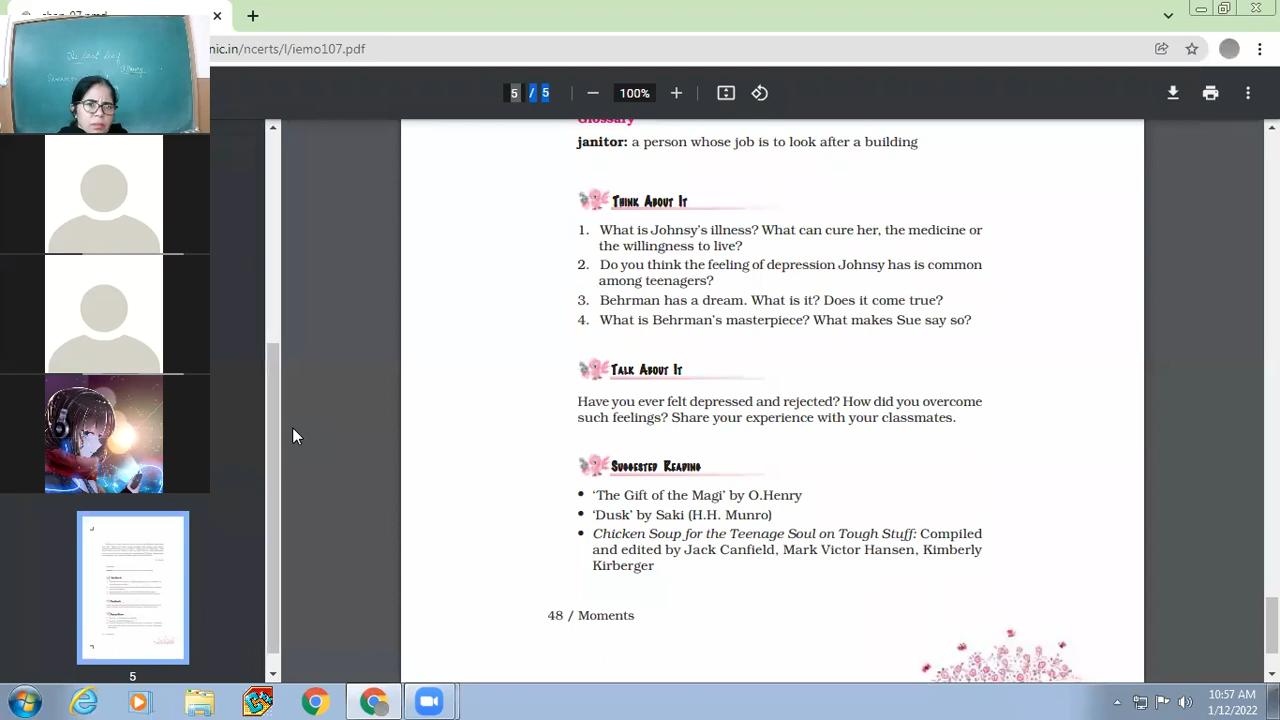 The Last Leaf
O.Henry
nic.in/ncerts/l/iemo107.pdf
5 / 5
100%
Glossary
janitor: a person whose job is to look after a building
Think About It
1. What is Johnsy's illness? What can cure her, the medicine or
the willingness to live?
2. Do you think the feeling of depression Johnsy has is common
among teenagers?
3. Behrman has a dream. What is it? Does it come true?
4. What is Behrman's masterpiece? What makes Sue say so?
Talk About It
Have you ever felt depressed and rejected? How did you overcome
such feelings? Share your experience with your classmates.
Suggested Reading
• 'The Gift of the Magi' by O.Henry
• 'Dusk' by Saki (H.H. Munro)
• Chicken Soup for the Teenage Soul on Tough Stuff: Compiled
and edited by Jack Canfield, Mark Victor Hansen, Kimberly
Kirberger
48 / Moments
5
10:57 AM
1/12/2022